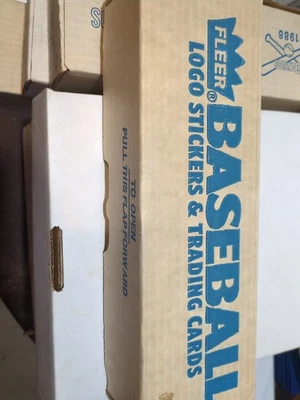 FLEER®
BASEBALL
LOGO STICKERS & TRADING CARDS
TO OPEN
PULL THIS FLAP FORWARD
S
1988